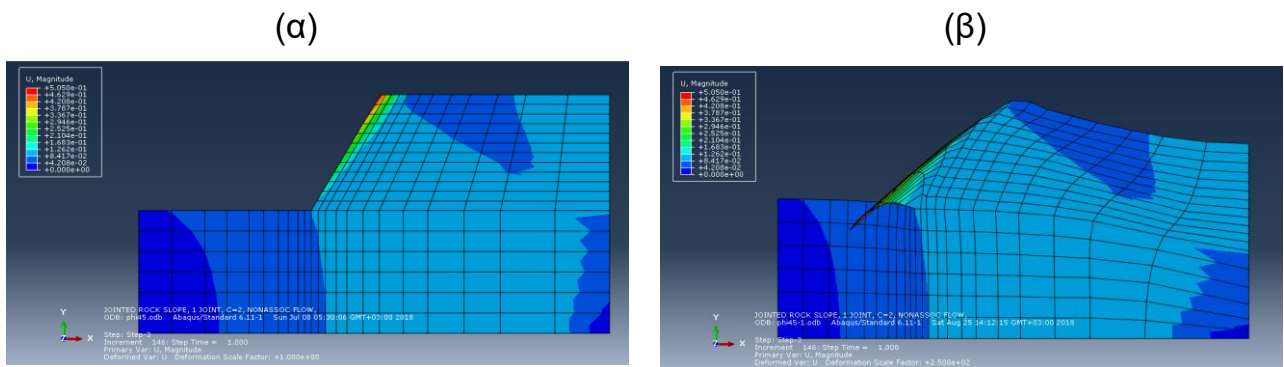 (α)
(β)
U, Magnitude
+5.050e-01
+4.629e-01
+4.208e-01
+3.787e-01
+3.367e-01
+2.946e-01
+2.525e-01
+2.104e-01
+1.683e-01
+1.262e-01
+8.417e-02
+4.208e-02
+0.000e+00
Y
Z
X
JOINTED ROCK SLOPE, 1 JOINT, C=2, NONASSOC FLOW,
ODB: phi45.odb Abaqus/Standard 6.11-1 Sun Jul 08 05:30:06 GMT+03:00 2018
Step: Step-3
Increment 146: Step Time = 1.000
Primary Var: U, Magnitude
Deformed Var: U Deformation Scale Factor: +1.000e+00
U, Magnitude
+5.050e-01
+4.629e-01
+4.208e-01
+3.787e-01
+3.367e-01
+2.946e-01
+2.525e-01
+2.104e-01
+1.683e-01
+1.262e-01
+8.417e-02
+4.208e-02
+0.000e+00
Y
Z
X
JOINTED ROCK SLOPE, 1 JOINT, C=2, NONASSOC FLOW,
ODB: phi45-1.odb Abaqus/Standard 6.11-1 Sat Aug 25 14:12:15 GMT+03:00 2018
Step: Step-3
Increment 146: Step Time = 1.000
Primary Var: U, Magnitude
Deformed Var: U Deformation Scale Factor: +2.500e+02